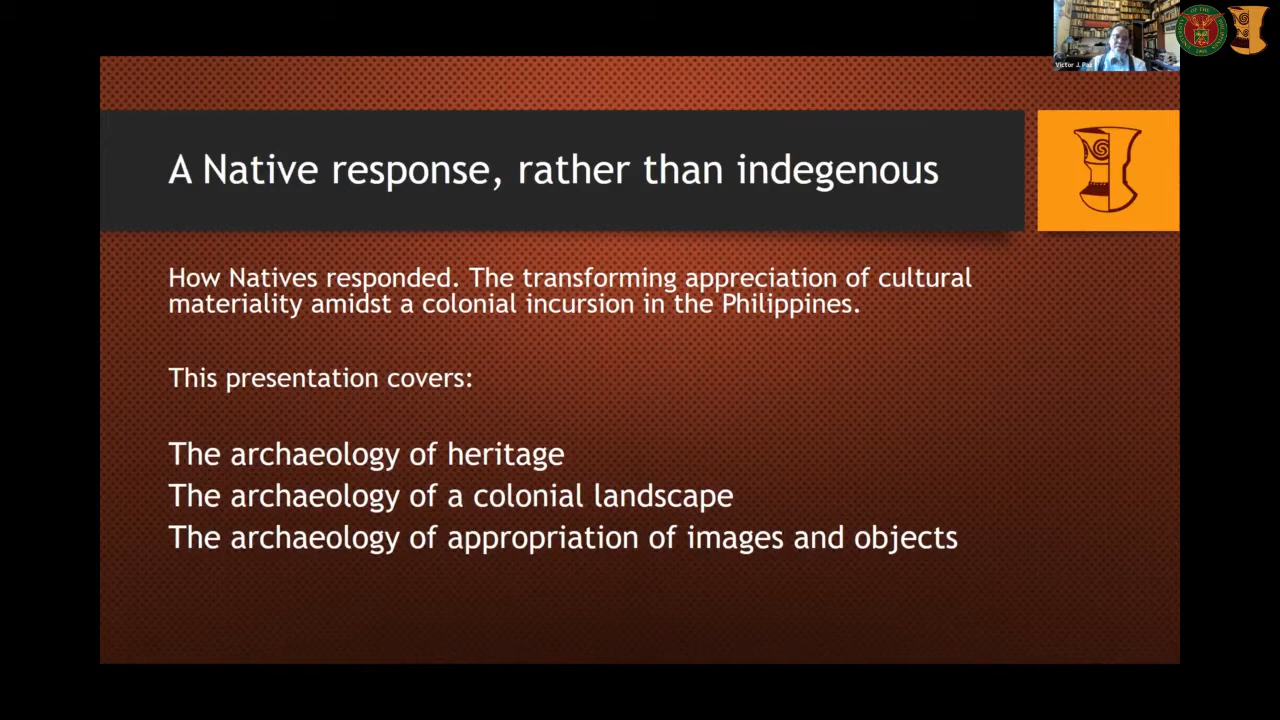 A Native response, rather than indegenous
How Natives responded. The transforming appreciation of cultural
materiality amidst a colonial incursion in the Philippines.
This presentation covers:
The archaeology of heritage
The archaeology of a colonial landscape
The archaeology of appropriation of images and objects
Victor J. Paz